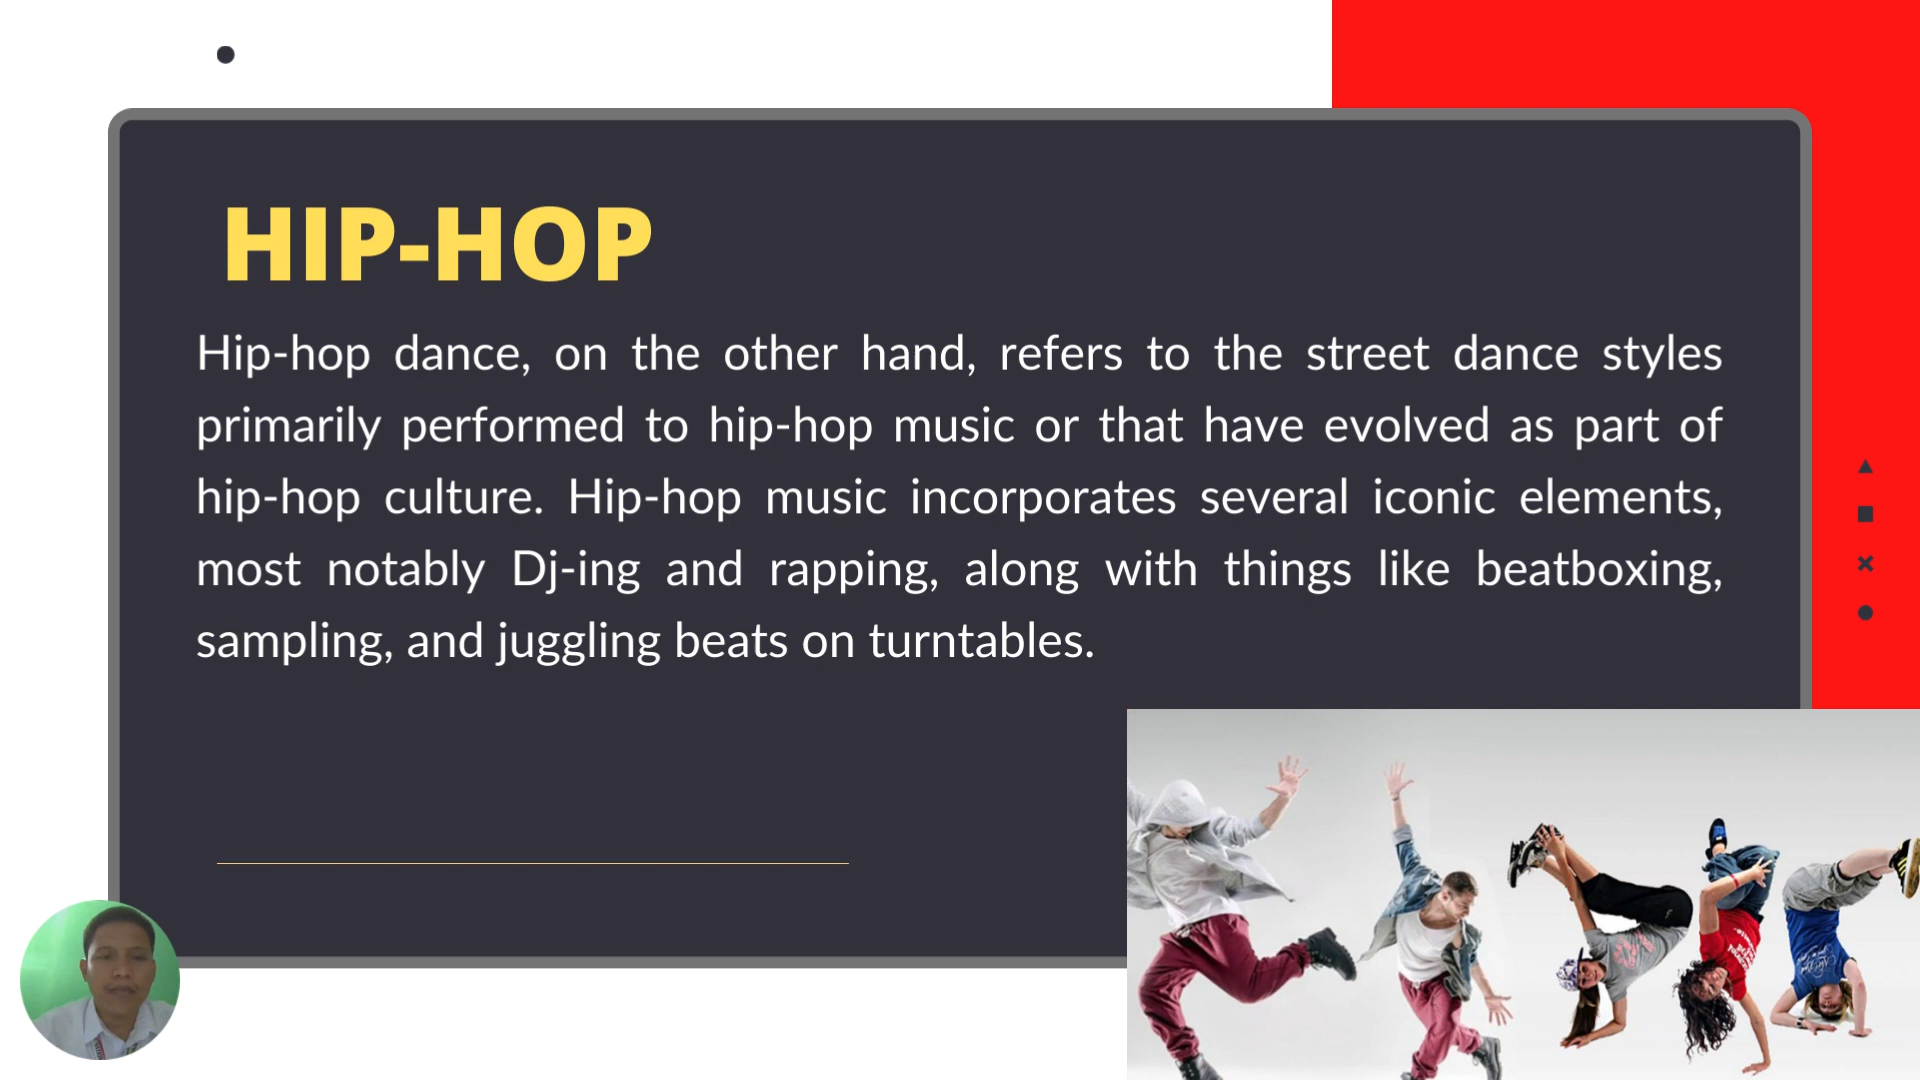 HIP-HOP
Hip-hop dance, on the other hand, refers to the street dance styles
primarily performed to hip-hop music or that have evolved as part of
hip-hop culture. Hip-hop music incorporates several iconic elements,
most notably Dj-ing and rapping, along with things like beatboxing,
sampling, and juggling beats on turntables.